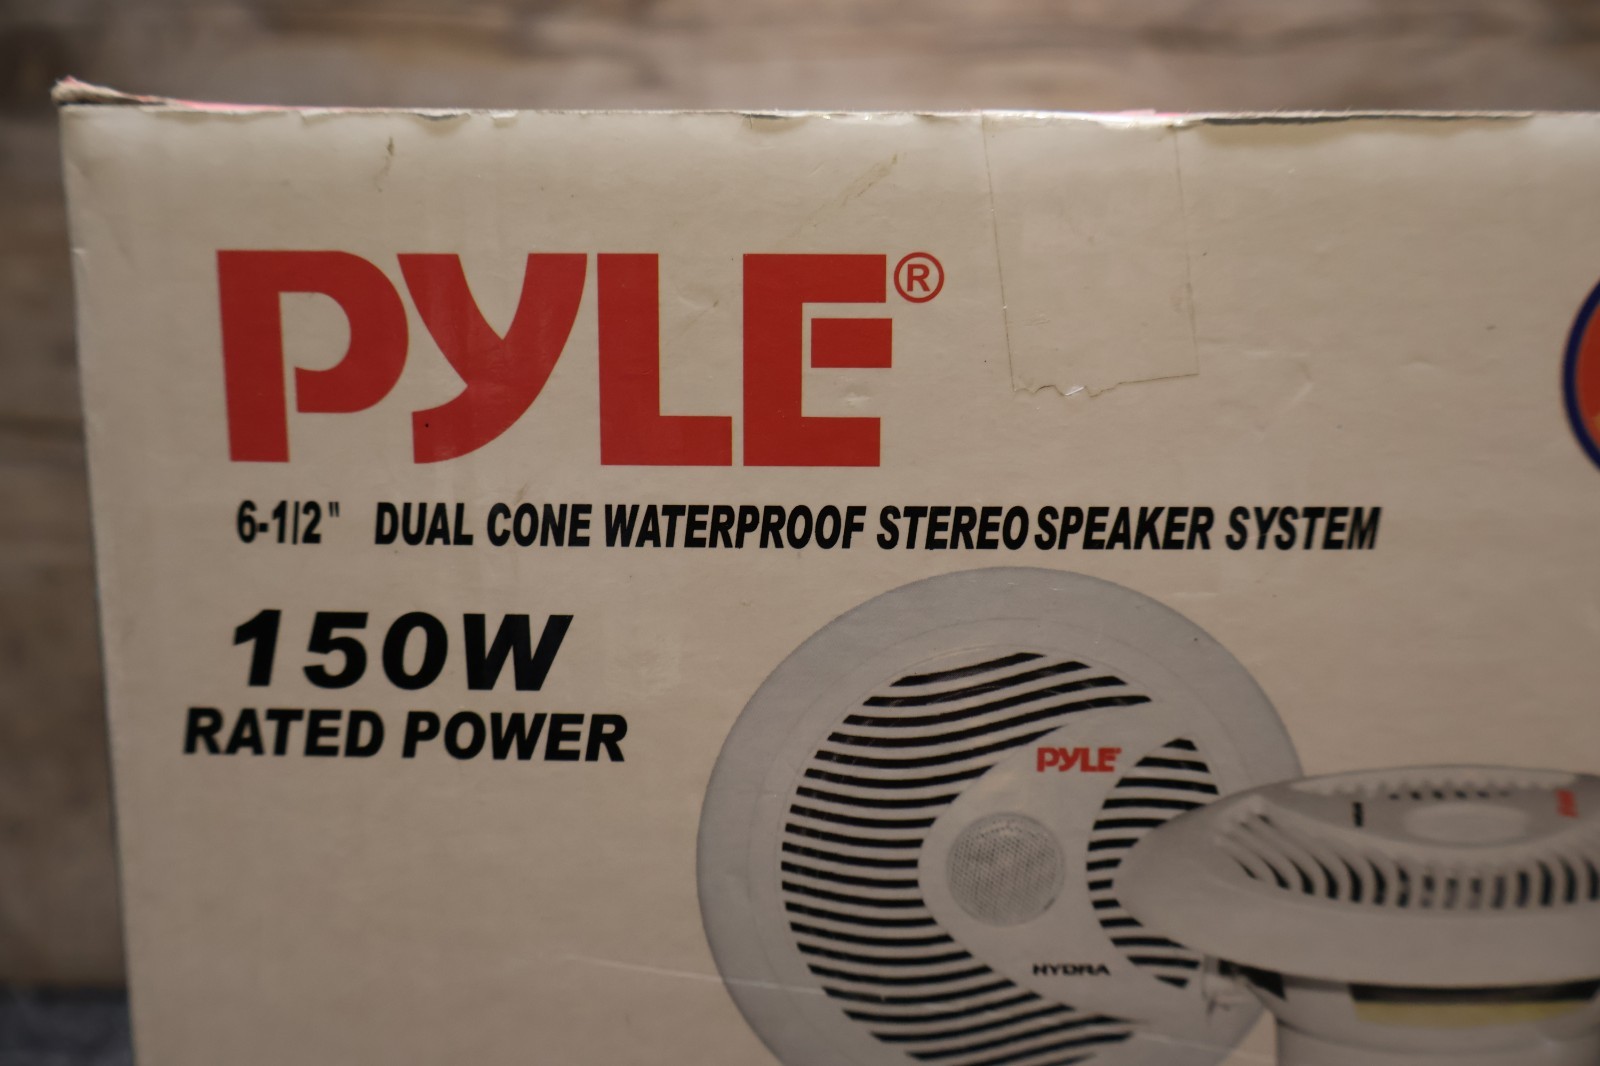 PYLE®
6-1/2" DUAL CONE WATERPROOF STEREO SPEAKER SYSTEM
150W
RATED POWER
PYLE
HYDRA